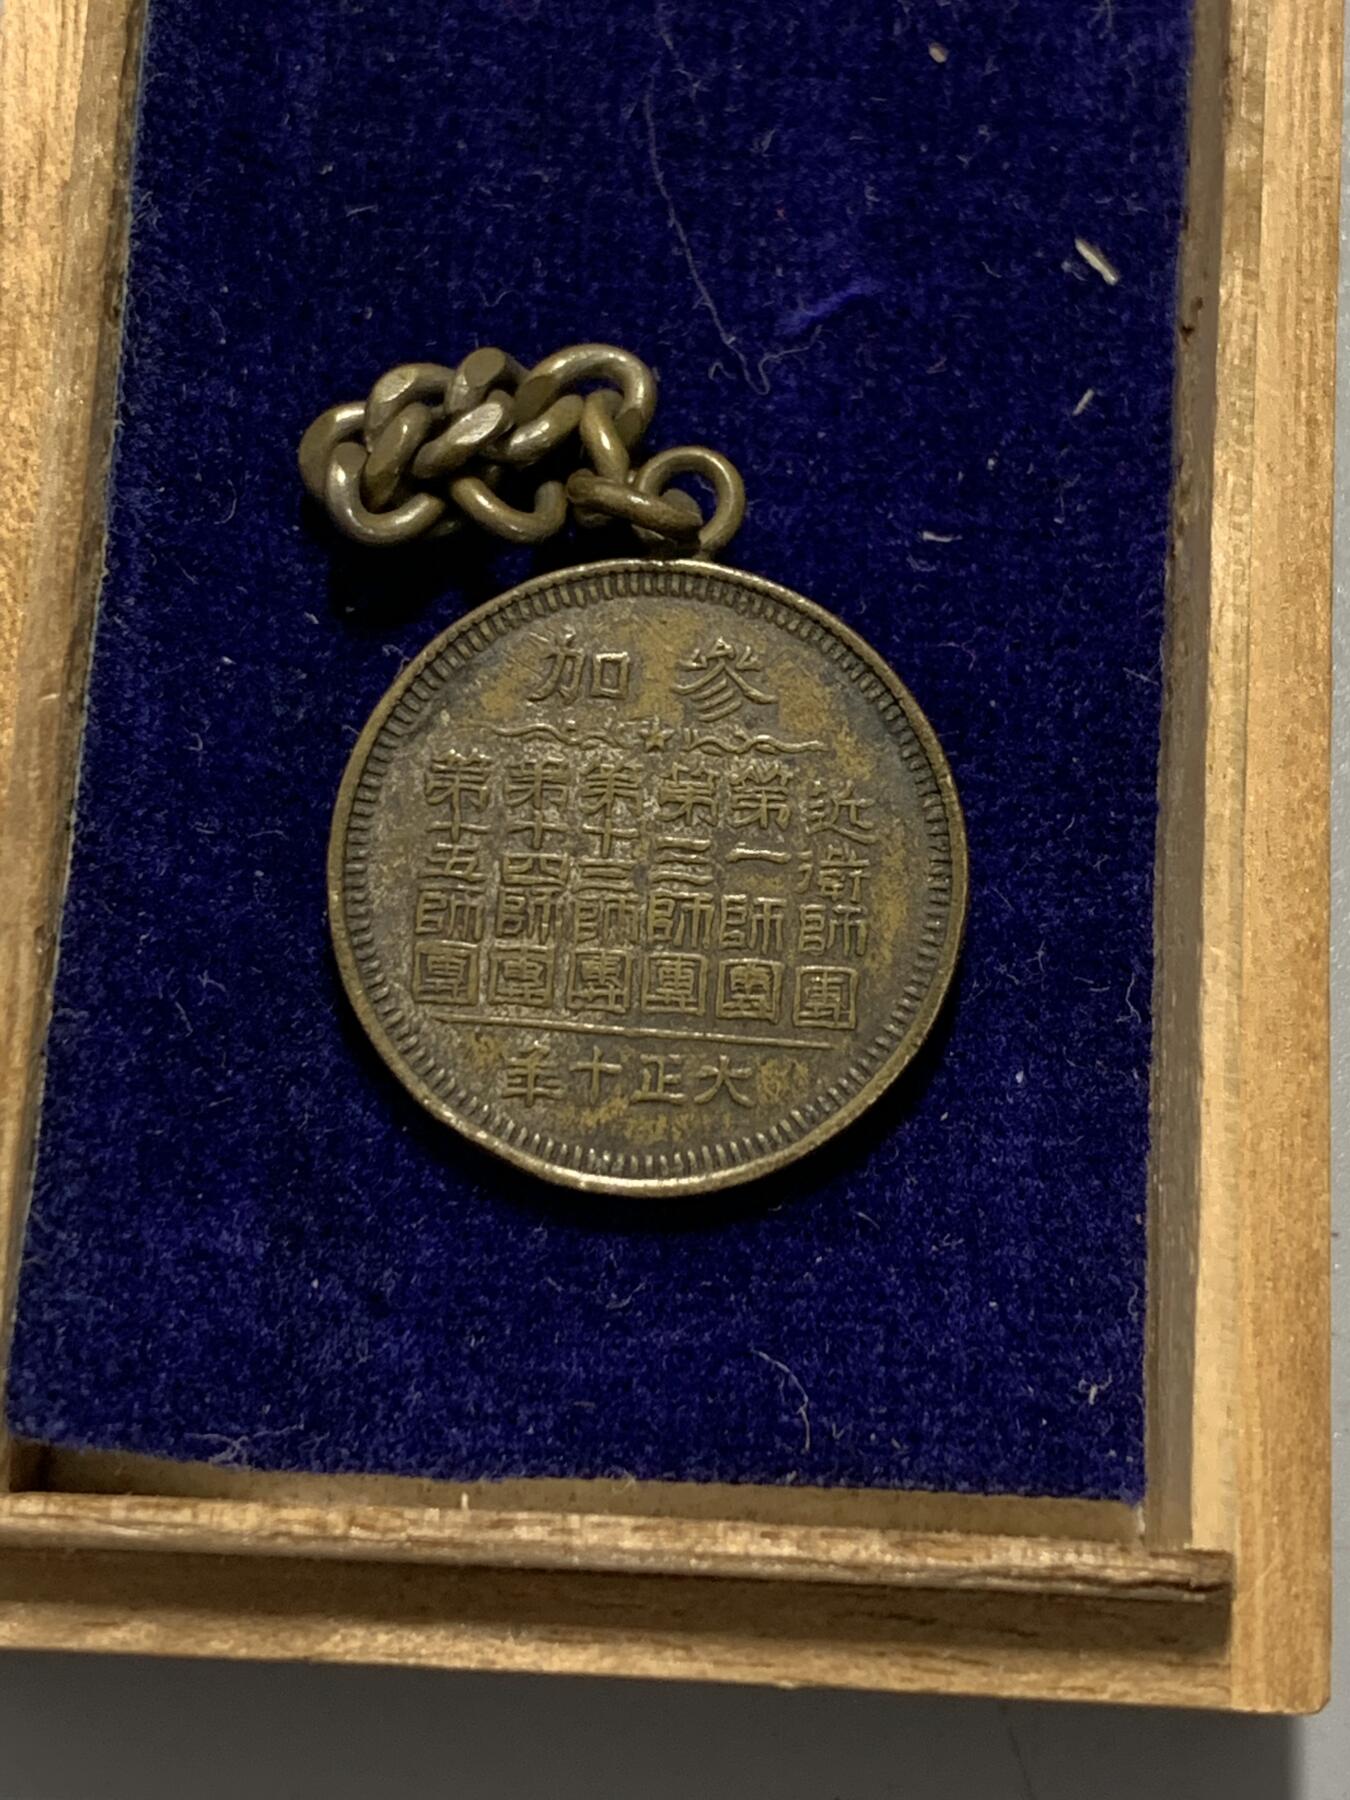 參加
近衛師團
第一師團
第三師團
第十三師團
第十四師團
第十五師團
大正十年